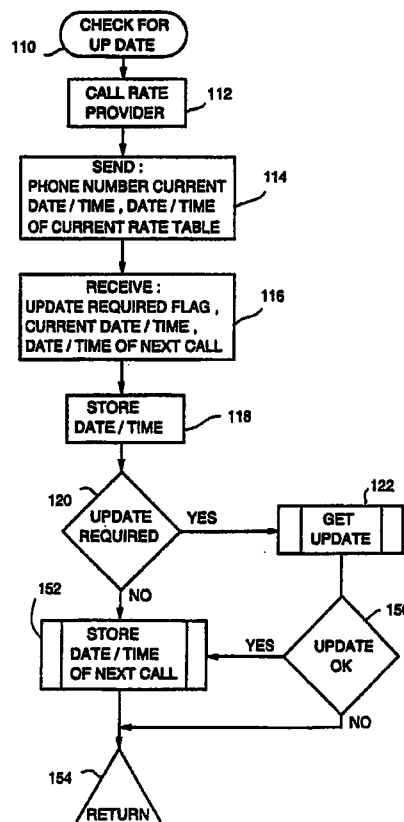 CHECK FOR
UP DATE
110
CALL RATE
PROVIDER
112
SEND :
PHONE NUMBER CURRENT
DATE / TIME , DATE / TIME
OF CURRENT RATE TABLE
114
RECEIVE :
UPDATE REQUIRED FLAG ,
CURRENT DATE / TIME ,
DATE / TIME OF NEXT CALL
116
STORE
DATE / TIME
118
120
UPDATE
REQUIRED
YES
122
GET
UPDATE
NO
152
STORE
DATE / TIME
OF NEXT CALL
YES
UPDATE
OK
NO
154
RETURN